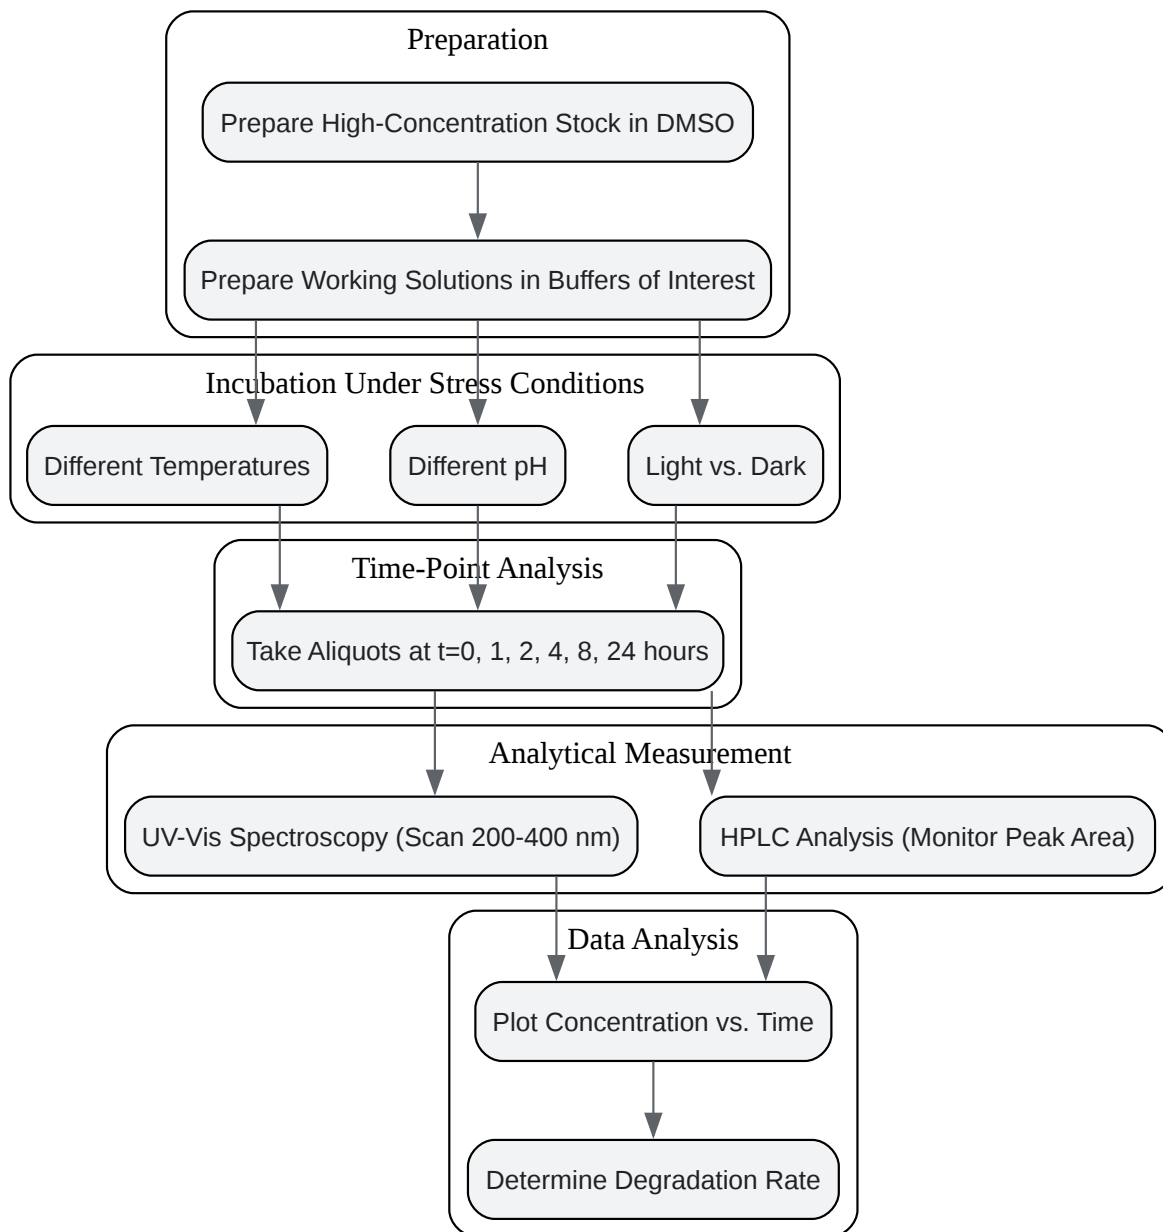 Preparation
Prepare High-Concentration Stock in DMSO
Prepare Working Solutions in Buffers of Interest
Incubation Under Stress Conditions
Different Temperatures
Different pH
Light vs. Dark
Time-Point Analysis
Take Aliquots at t=0, 1, 2, 4, 8, 24 hours
Analytical Measurement
UV-Vis Spectroscopy (Scan 200-400 nm)
HPLC Analysis (Monitor Peak Area)
Data Analysis
Plot Concentration vs. Time
Determine Degradation Rate